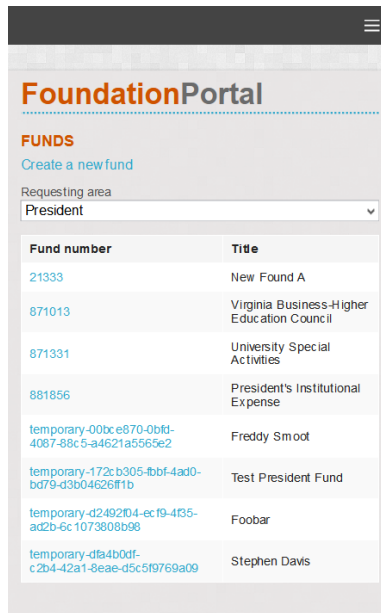 FoundationPortal
FUNDS
Create a new fund
Requesting area
President
Fund number Title
21333 New Found A
871013 Virginia Business-Higher
Education Council
871331 University Special
Activities
881856 President's Institutional
Expense
temporary-00bce870-0bfd-
4087-88c5-a4621a5565e2 Freddy Smoot
temporary-172cb305-fbbf-4ad0-
bd79-d3b04626ff1b Test President Fund
temporary-d2492f04-ecf9-4f35-
ad2b-6c1073808b98 Foobar
temporary-dfa4b0df-
c2b4-42a1-8eae-d5c5f9769a09 Stephen Davis